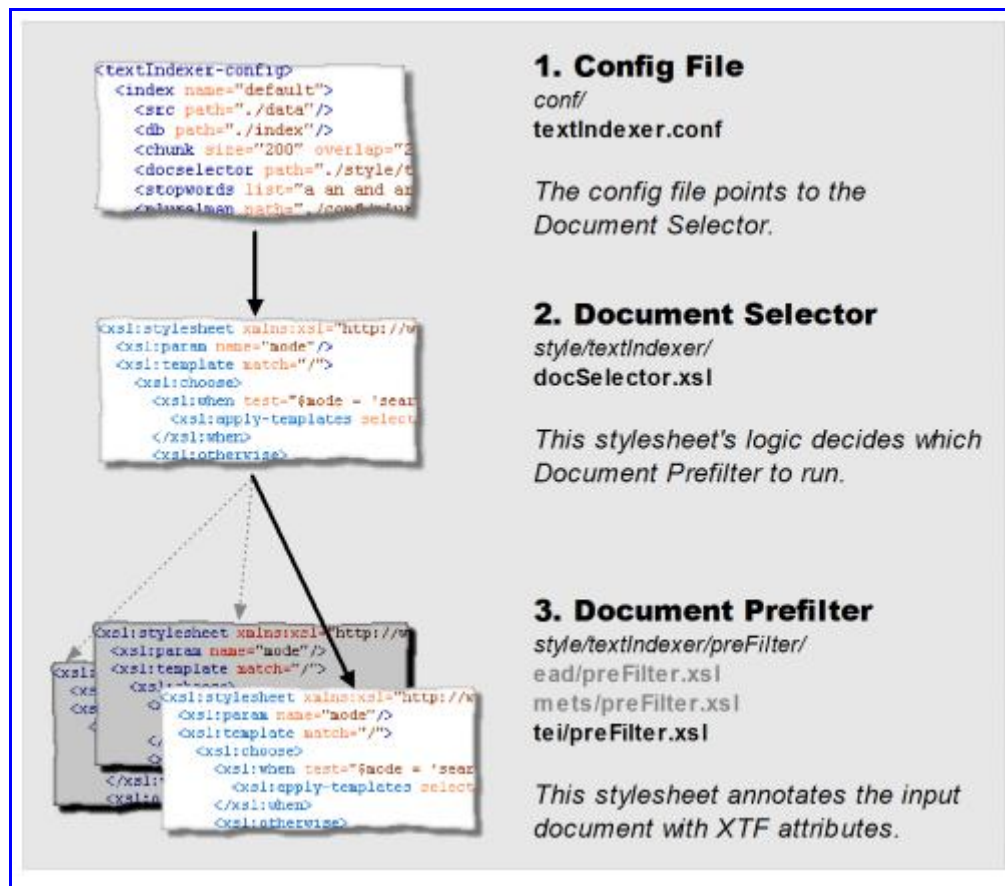 <textIndexer-config>
<index name="default">
<src path="./data"/>
<db path="./index"/>
<chunk size="200" overlap="2
<docselector path="./style/t
<stopwords list="a an and ar
1. Config File
conf/
textIndexer.conf
The config file points to the
Document Selector.
<xsl:stylesheet xmlns:xsl="http://w
<xsl:param name="mode"/>
<xsl:template match="/">
<xsl:choose>
<xsl:when test="$mode = 'sear
<xsl:apply-templates select
</xsl:when>
<xsl:otherwise>
2. Document Selector
style/textIndexer/
docSelector.xsl
This stylesheet's logic decides which
Document Prefilter to run.
<xsl:stylesheet xmlns:xsl="http://w
<xsl:param name="mode"/>
<xsl:template match="/">
<xsl:stylesheet xmlns:xsl="http://w
<xsl:param name="mode"/>
<xsl:template match="/">
<xsl:choose>
<xsl:when test="$mode = 'sear
<xsl:apply-templates select
</xsl:when>
<xsl:otherwise>
3. Document Prefilter
style/textIndexer/preFilter/
ead/preFilter.xsl
mets/preFilter.xsl
tei/preFilter.xsl
This stylesheet annotates the input
document with XTF attributes.